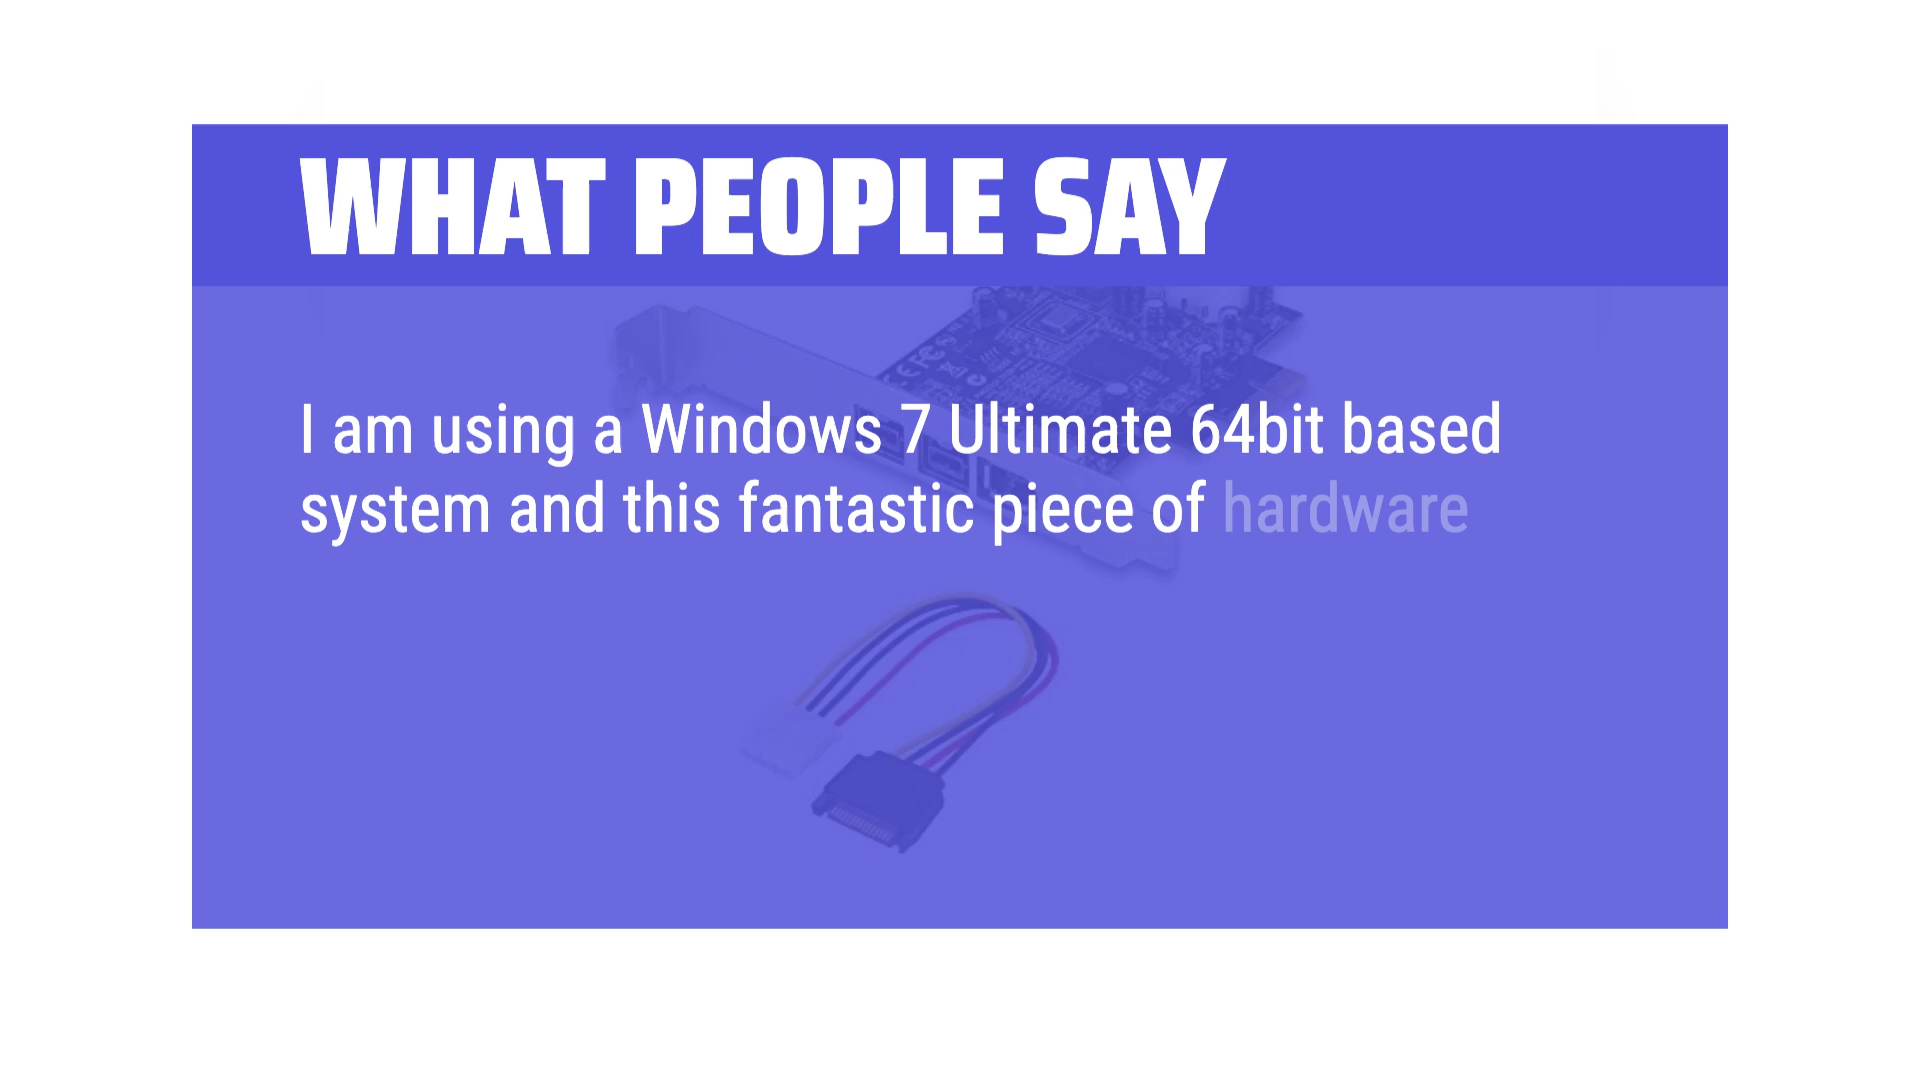 WHAT PEOPLE SAY
I am using a Windows 7 Ultimate 64bit based
system and this fantastic piece of hardware